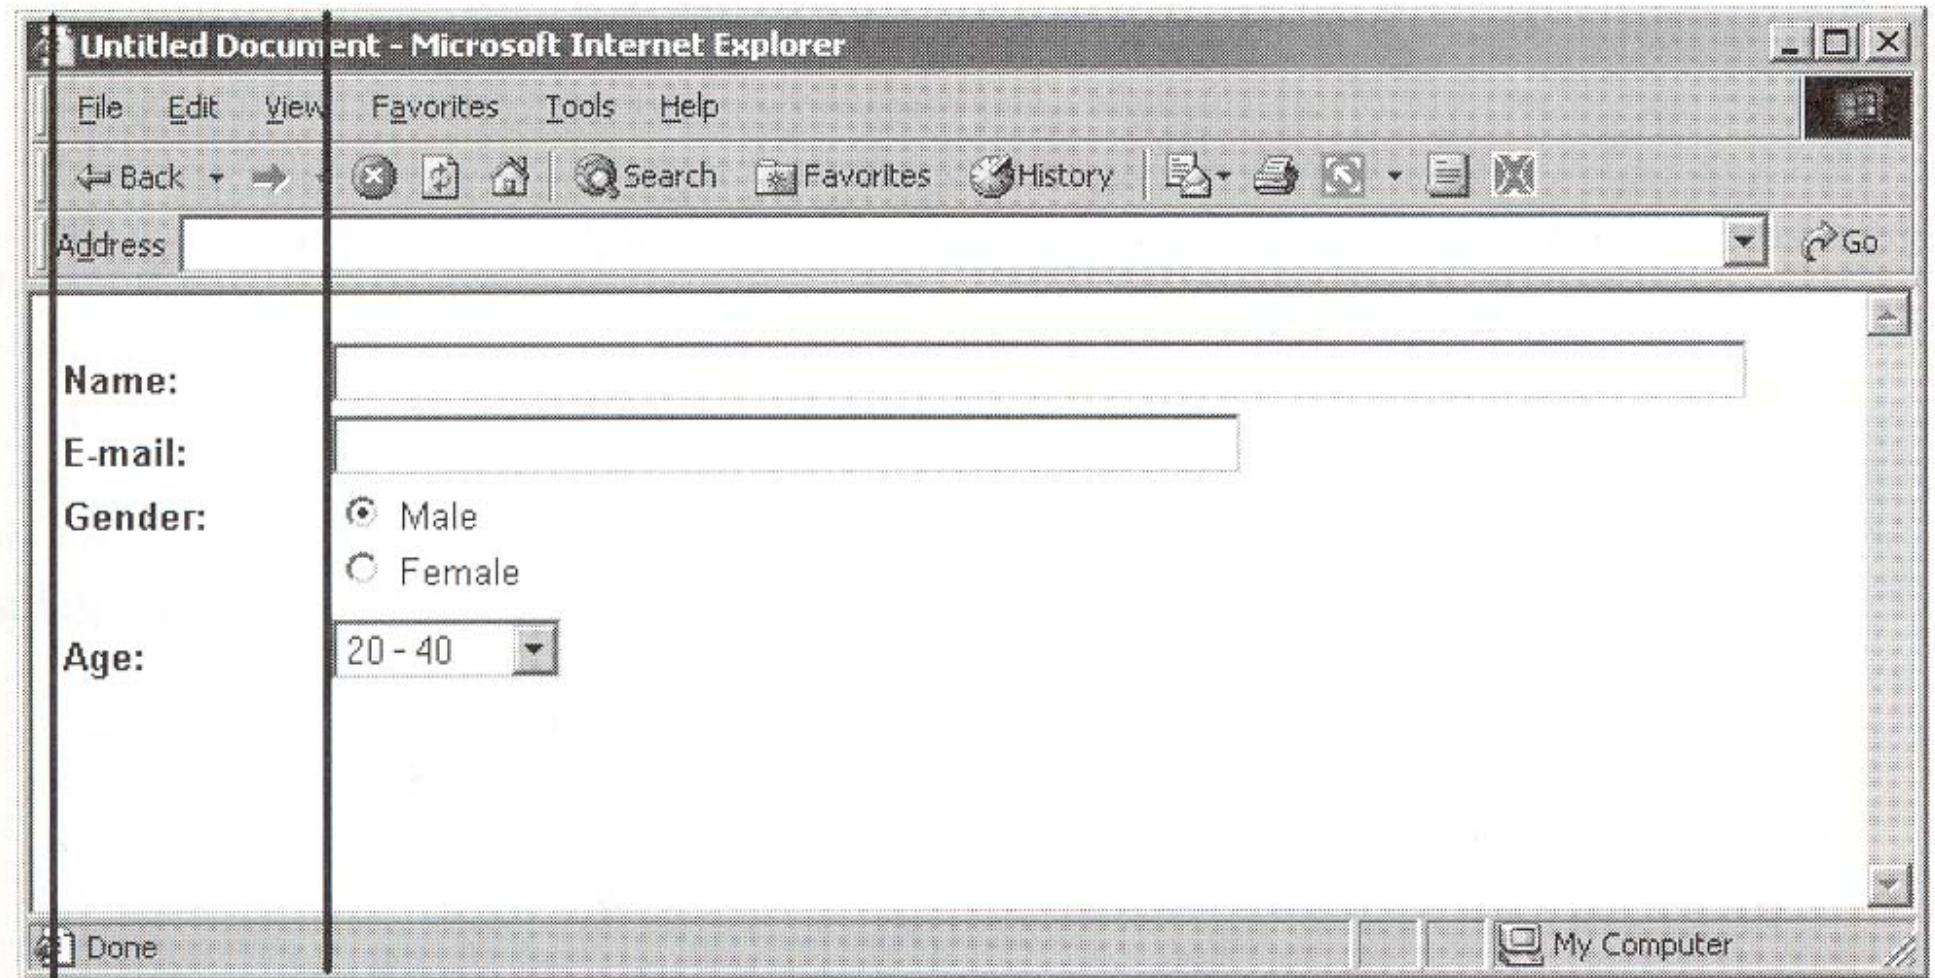 Untitled Document - Microsoft Internet Explorer
File Edit View Favorites Tools Help
Back Search Favorites History
Address Go
Name:
E-mail:
Gender: Male
Female
Age: 20 - 40
Done My Computer